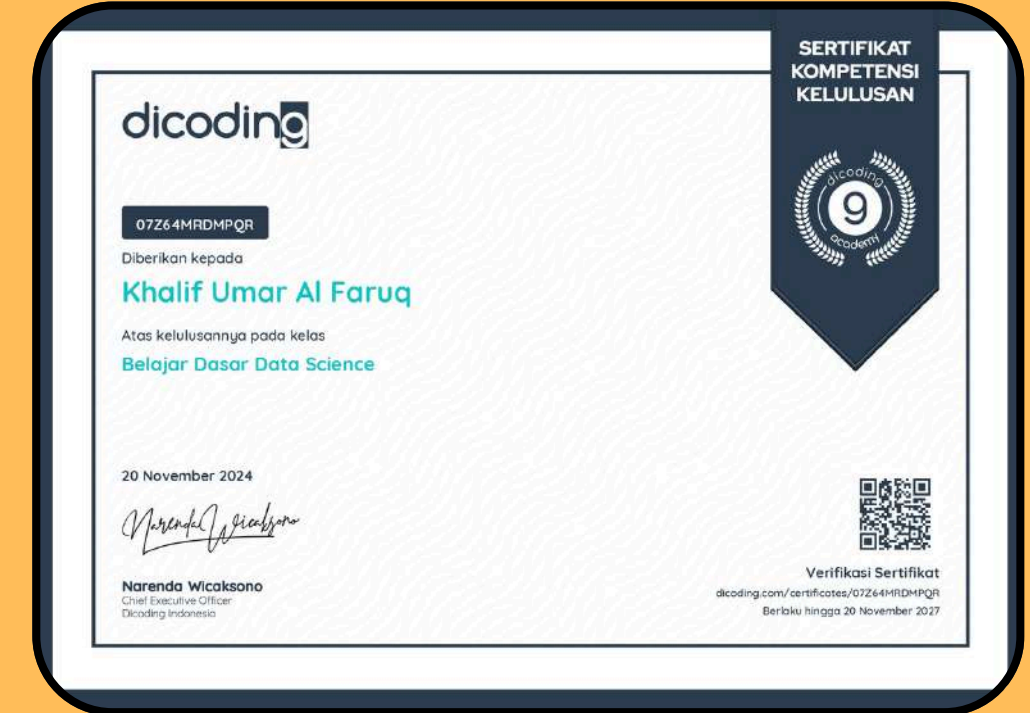 SERTIFIKAT
KOMPETENSI
KELULUSAN
dicoding
dicoding
9
academy
07Z64MRDMPQR
Diberikan kepada
Khalif Umar Al Faruq
Atas kelulusannya pada kelas
Belajar Dasar Data Science
20 November 2024
Narenda Wicaksono
Narenda Wicaksono
Chief Executive Officer
Dicoding Indonesia
Verifikasi Sertifikat
dicoding.com/certificates/07Z64MRDMPQR
Berlaku hingga 20 November 2027